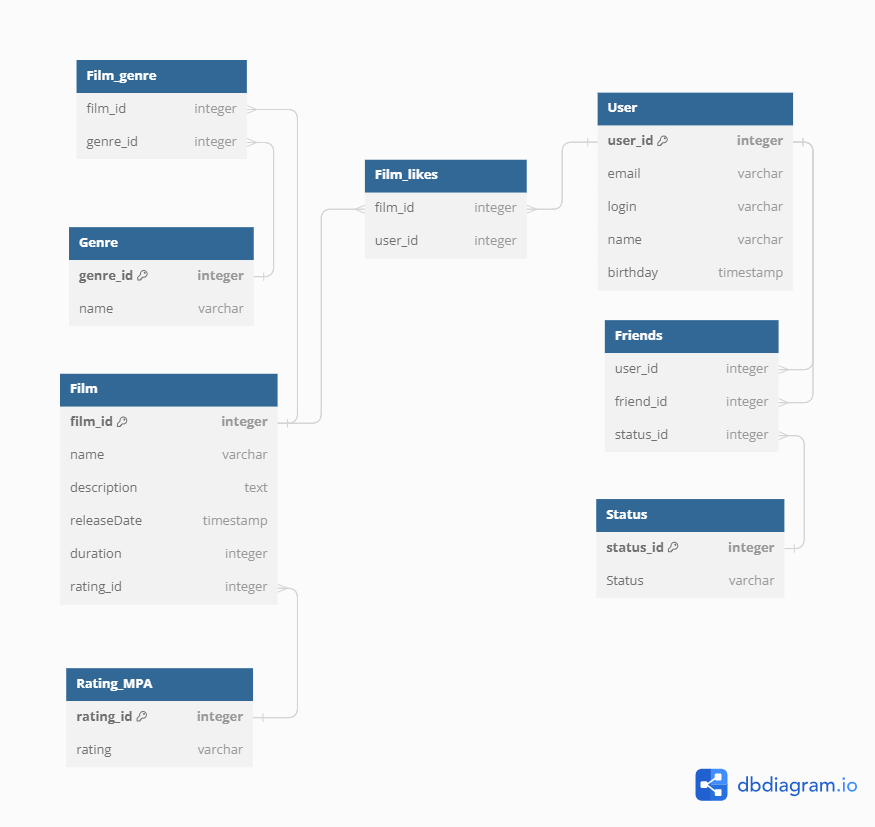 Film_genre
film_id integer
genre_id integer
Genre
genre_id integer
name varchar
Film
film_id integer
name varchar
description text
releaseDate timestamp
duration integer
rating_id integer
Rating_MPA
rating_id integer
rating varchar
Film_likes
film_id integer
user_id integer
User
user_id integer
email varchar
login varchar
name varchar
birthday timestamp
Friends
user_id integer
friend_id integer
status_id integer
Status
status_id integer
Status varchar
dbdiagram.io